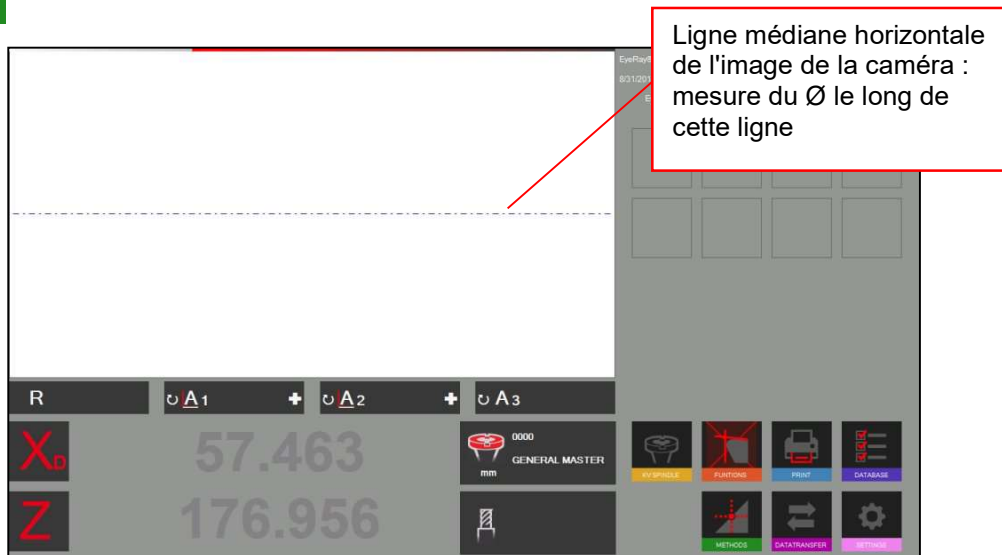 Ligne médiane horizontale
de l'image de la caméra :
mesure du Ø le long de
cette ligne
R
A1
A2
A3
XD
57.463
0000
GENERAL MASTER
mm
Z
176.956
KV SPINDLE
FUNTIONS
PRINT
DATABASE
METHODS
DATATRANSFER
SETTINGS